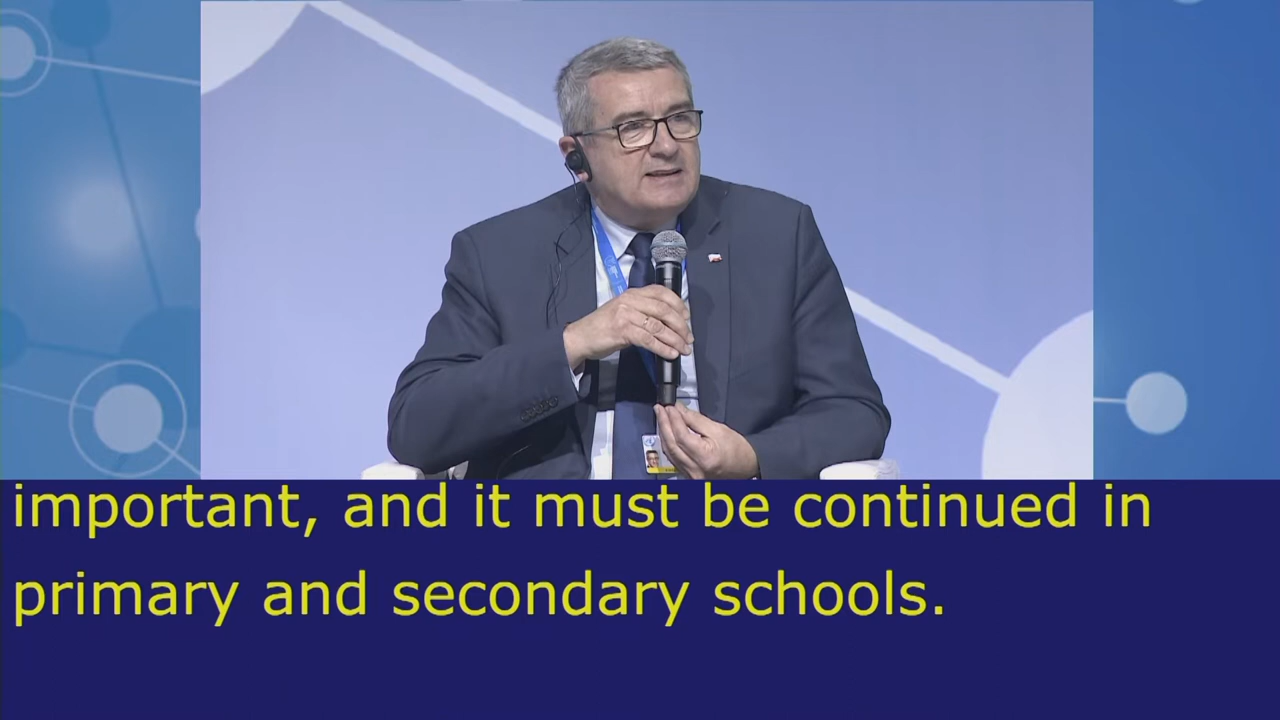 important, and it must be continued in
primary and secondary schools.